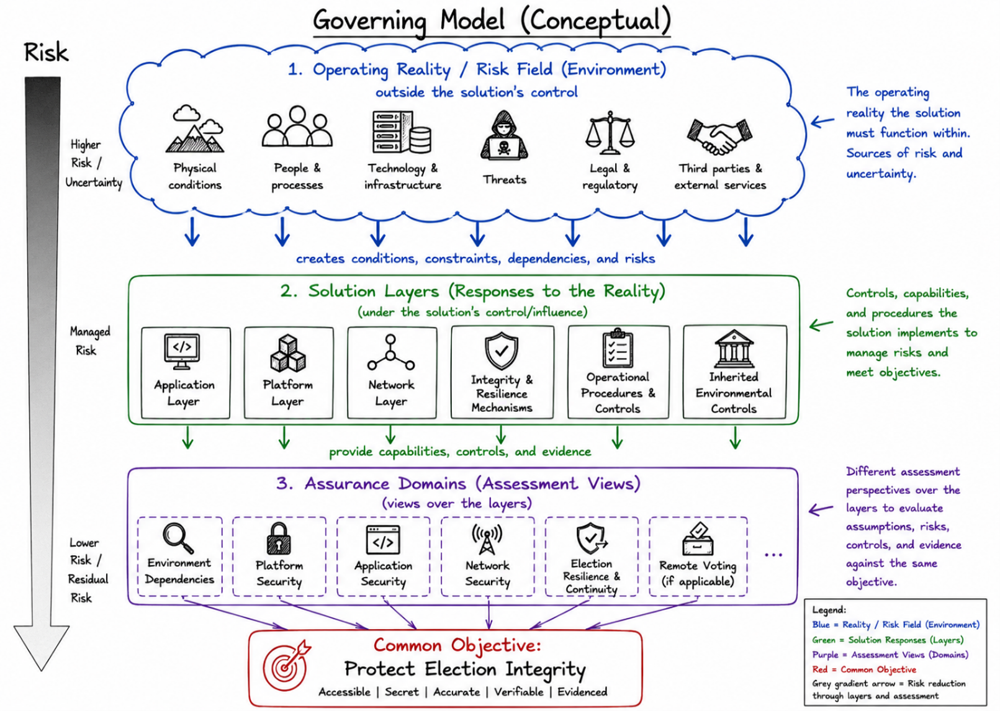 Governing Model (Conceptual)
Risk
Higher
Risk /
Uncertainty
Managed
Risk
Lower
Risk /
Residual
Risk
1. Operating Reality / Risk Field (Environment)
outside the solution's control
Physical
conditions
People &
processes
Technology &
infrastructure
Threats
Legal &
regulatory
Third parties &
external services
The operating
reality the solution
must function within.
Sources of risk and
uncertainty.
creates conditions, constraints, dependencies, and risks
2. Solution Layers (Responses to the Reality)
(under the solution's control/influence)
</>
Application
Layer
Platform
Layer
Network
Layer
Integrity &
Resilience
Mechanisms
Operational
Procedures &
Controls
Inherited
Environmental
Controls
Controls, capabilities,
and procedures the
solution implements to
manage risks and
meet objectives.
provide capabilities, controls, and evidence
3. Assurance Domains (Assessment Views)
(views over the layers)
Environment
Dependencies
Platform
Security
</>
Application
Security
Network
Security
Election
Resilience &
Continuity
Remote Voting
(if applicable)
...
Different assessment
perspectives over the
layers to evaluate
assumptions, risks,
controls, and evidence
against the same
objective.
Common Objective:
Protect Election Integrity
Accessible | Secret | Accurate | Verifiable | Evidenced
Legend:
Blue = Reality / Risk Field (Environment)
Green = Solution Responses (Layers)
Purple = Assessment Views (Domains)
Red = Common Objective
Grey gradient arrow = Risk reduction
through layers and assessment